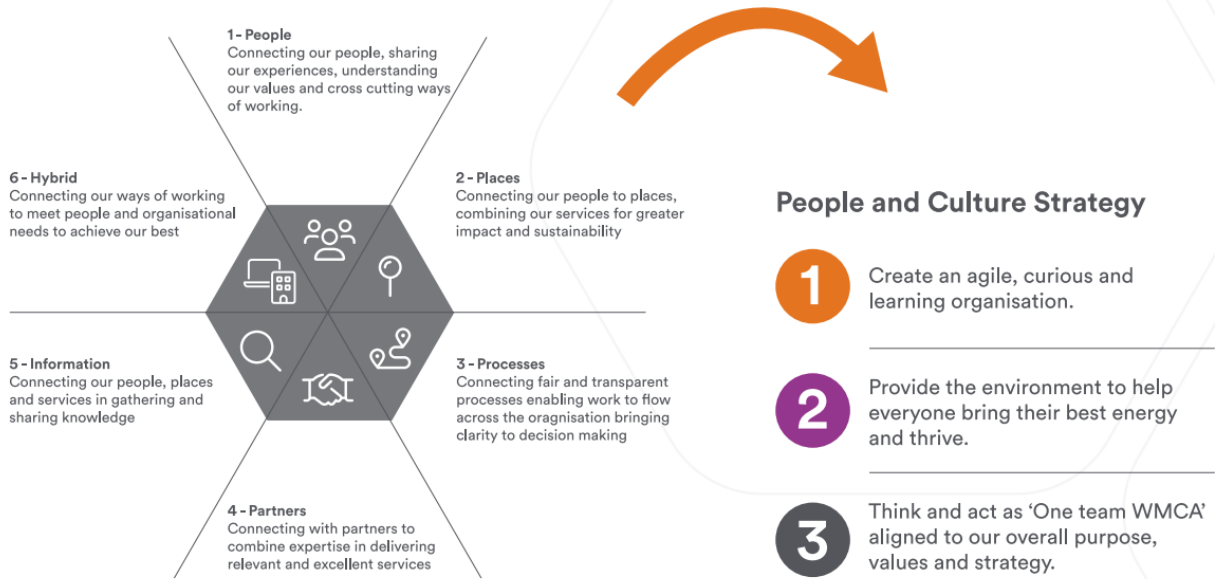 1 - People
Connecting our people, sharing
our experiences, understanding
our values and cross cutting ways
of working.
2 - Places
Connecting our people to places,
combining our services for greater
impact and sustainability
3 - Processes
Connecting fair and transparent
processes enabling work to flow
across the oragnisation bringing
clarity to decision making
4 - Partners
Connecting with partners to
combine expertise in delivering
relevant and excellent services
5 - Information
Connecting our people, places
and services in gathering and
sharing knowledge
6 - Hybrid
Connecting our ways of working
to meet people and organisational
needs to achieve our best
People and Culture Strategy
1
Create an agile, curious and
learning organisation.
2
Provide the environment to help
everyone bring their best energy
and thrive.
3
Think and act as ‘One team WMCA’
aligned to our overall purpose,
values and strategy.